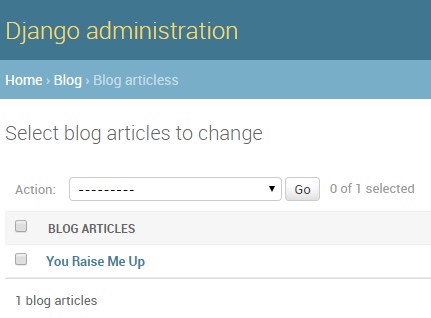 Django administration
Home › Blog › Blog articless
Select blog articles to change
Action: --------- Go 0 of 1 selected
BLOG ARTICLES
You Raise Me Up
1 blog articles